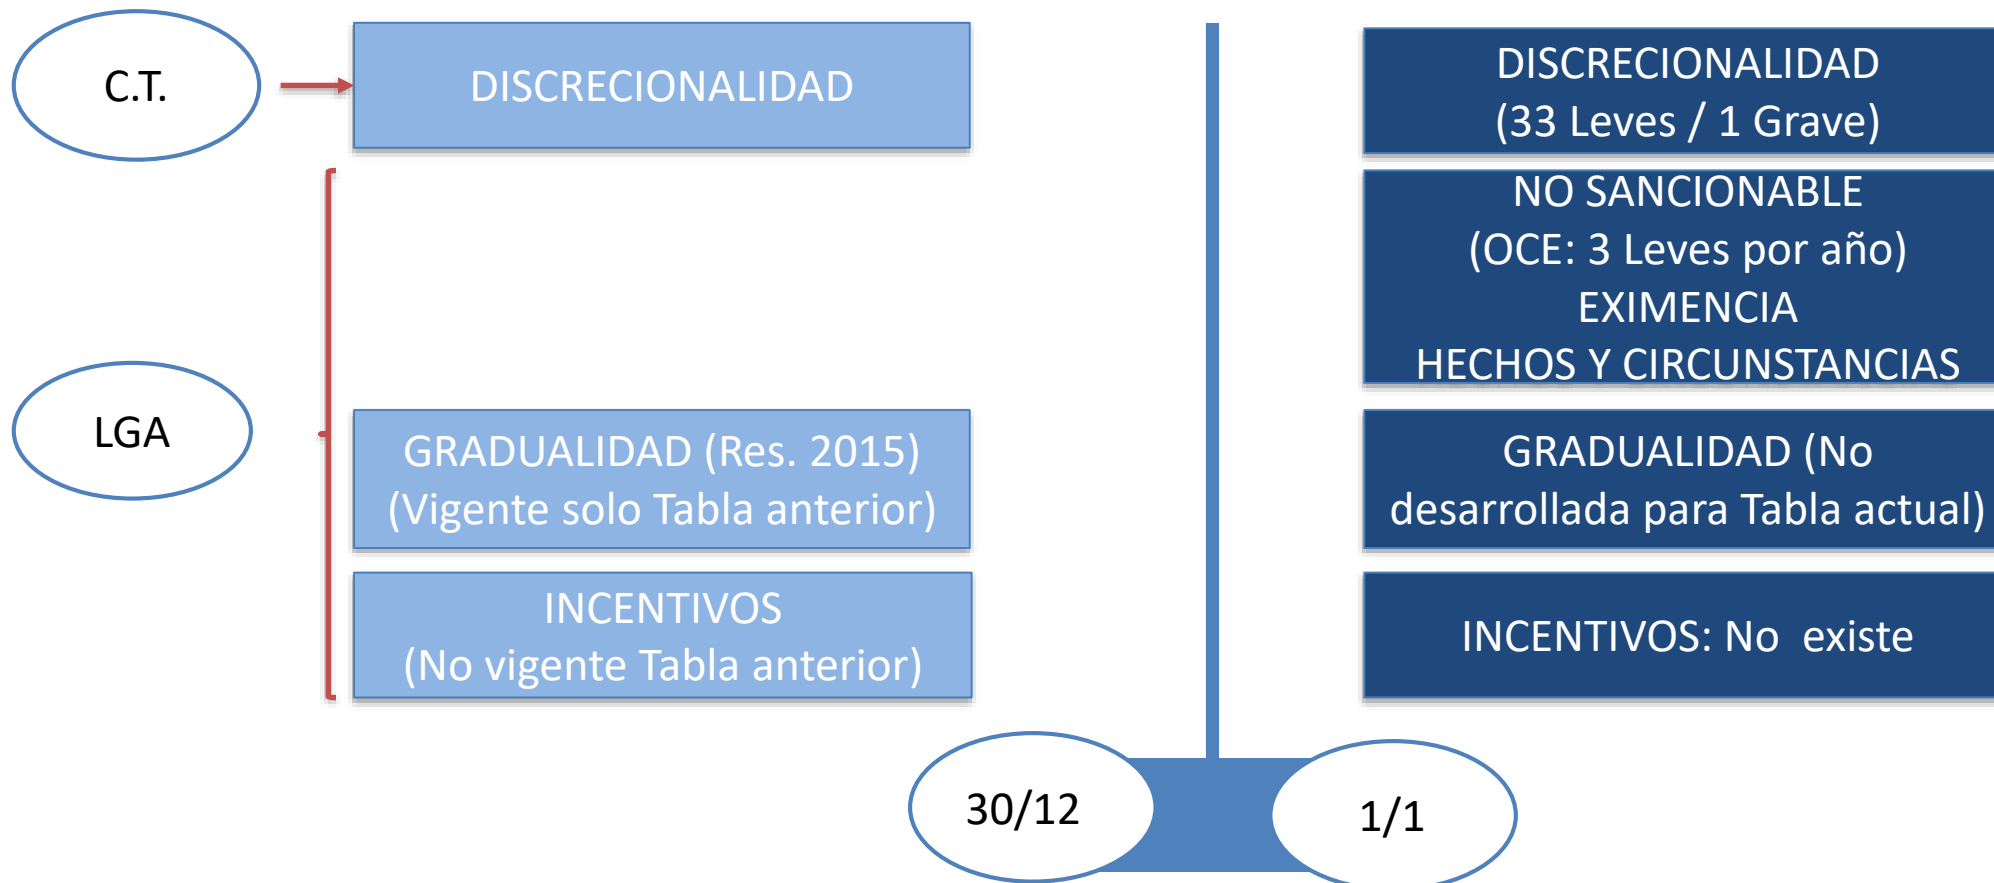 C.T.
DISCRECIONALIDAD
DISCRECIONALIDAD
(33 Leves / 1 Grave)
NO SANCIONABLE
(OCE: 3 Leves por año)
EXIMENCIA
HECHOS Y CIRCUNSTANCIAS
LGA
GRADUALIDAD (Res. 2015)
(Vigente solo Tabla anterior)
GRADUALIDAD (No
desarrollada para Tabla actual)
INCENTIVOS
(No vigente Tabla anterior)
INCENTIVOS: No existe
30/12
1/1